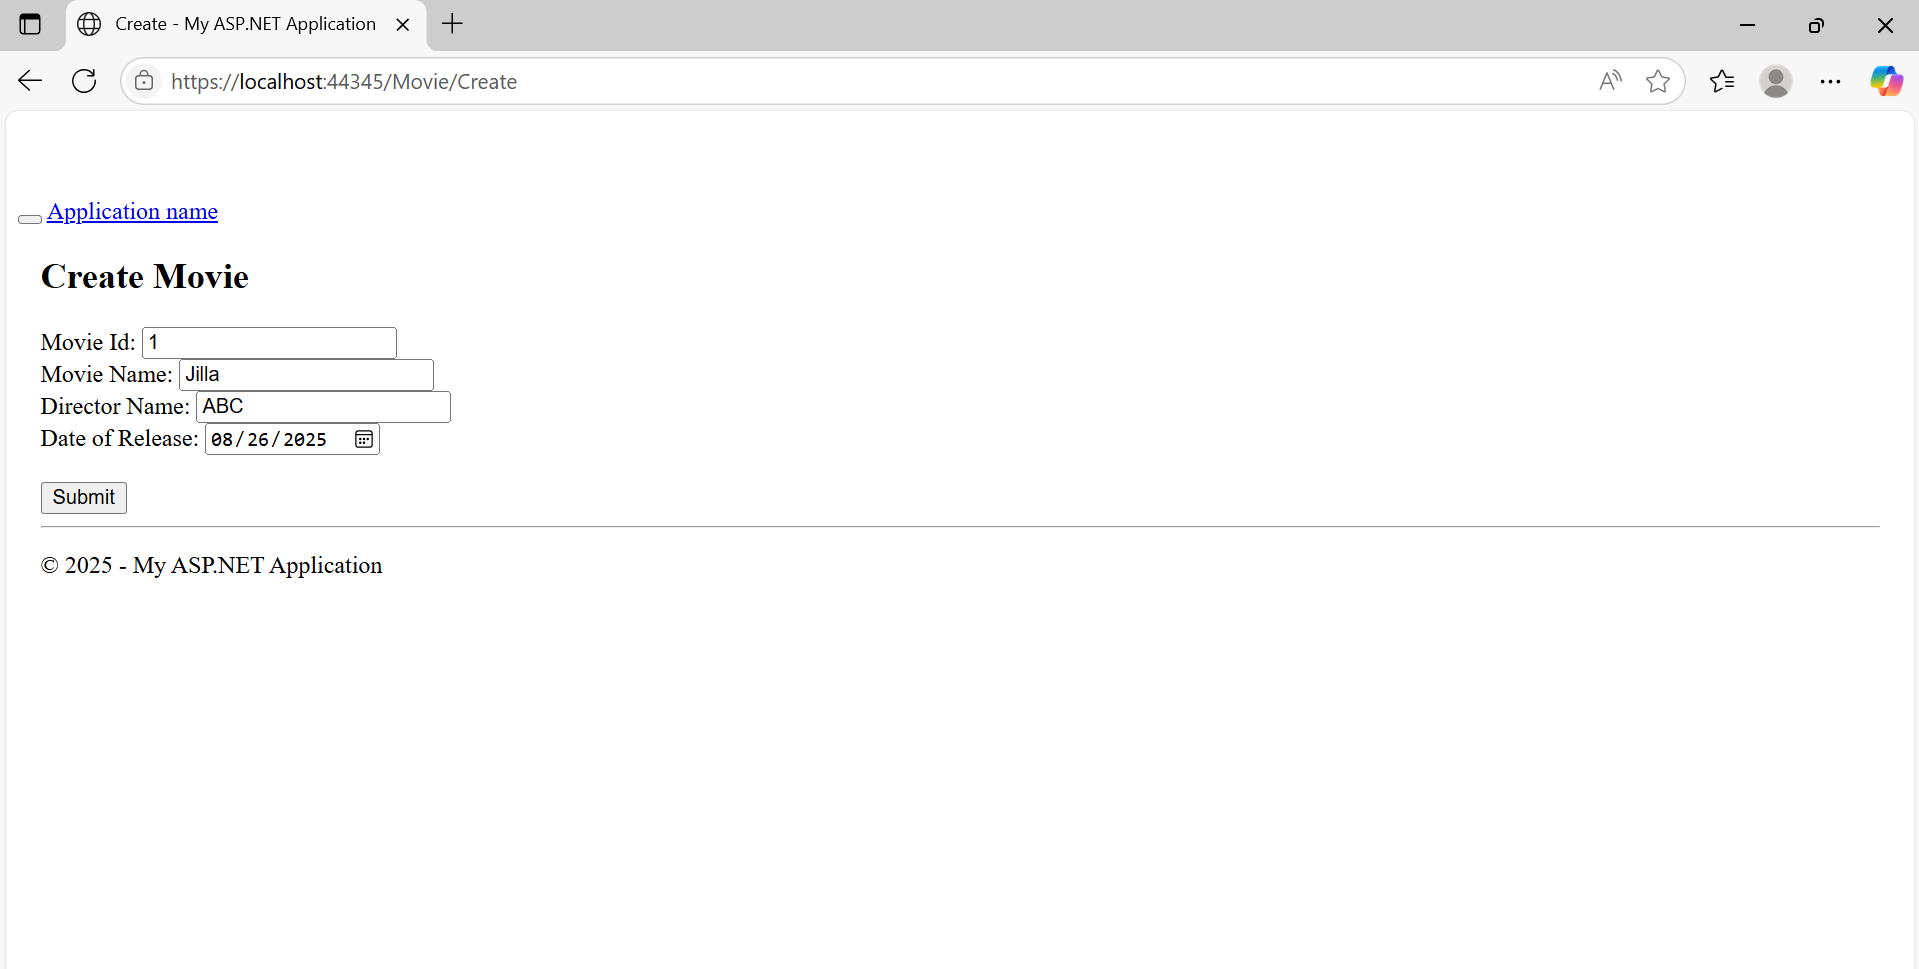 Create - My ASP.NET Application
https://localhost:44345/Movie/Create
Application name
Create Movie
Movie Id: 1
Movie Name: Jilla
Director Name: ABC
Date of Release: 08/26/2025
Submit
© 2025 - My ASP.NET Application